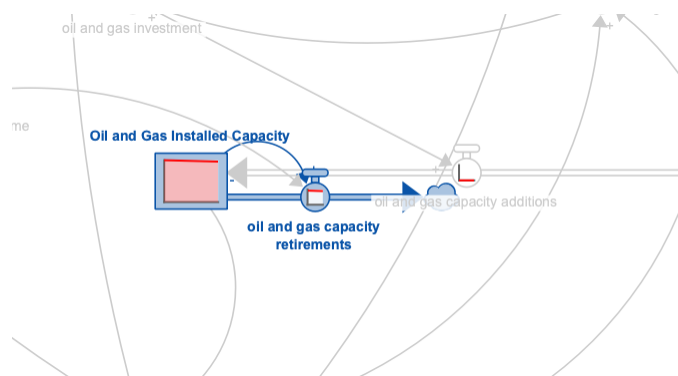 oil and gas investment
me
Oil and Gas Installed Capacity
oil and gas capacity additions
oil and gas capacity
retirements